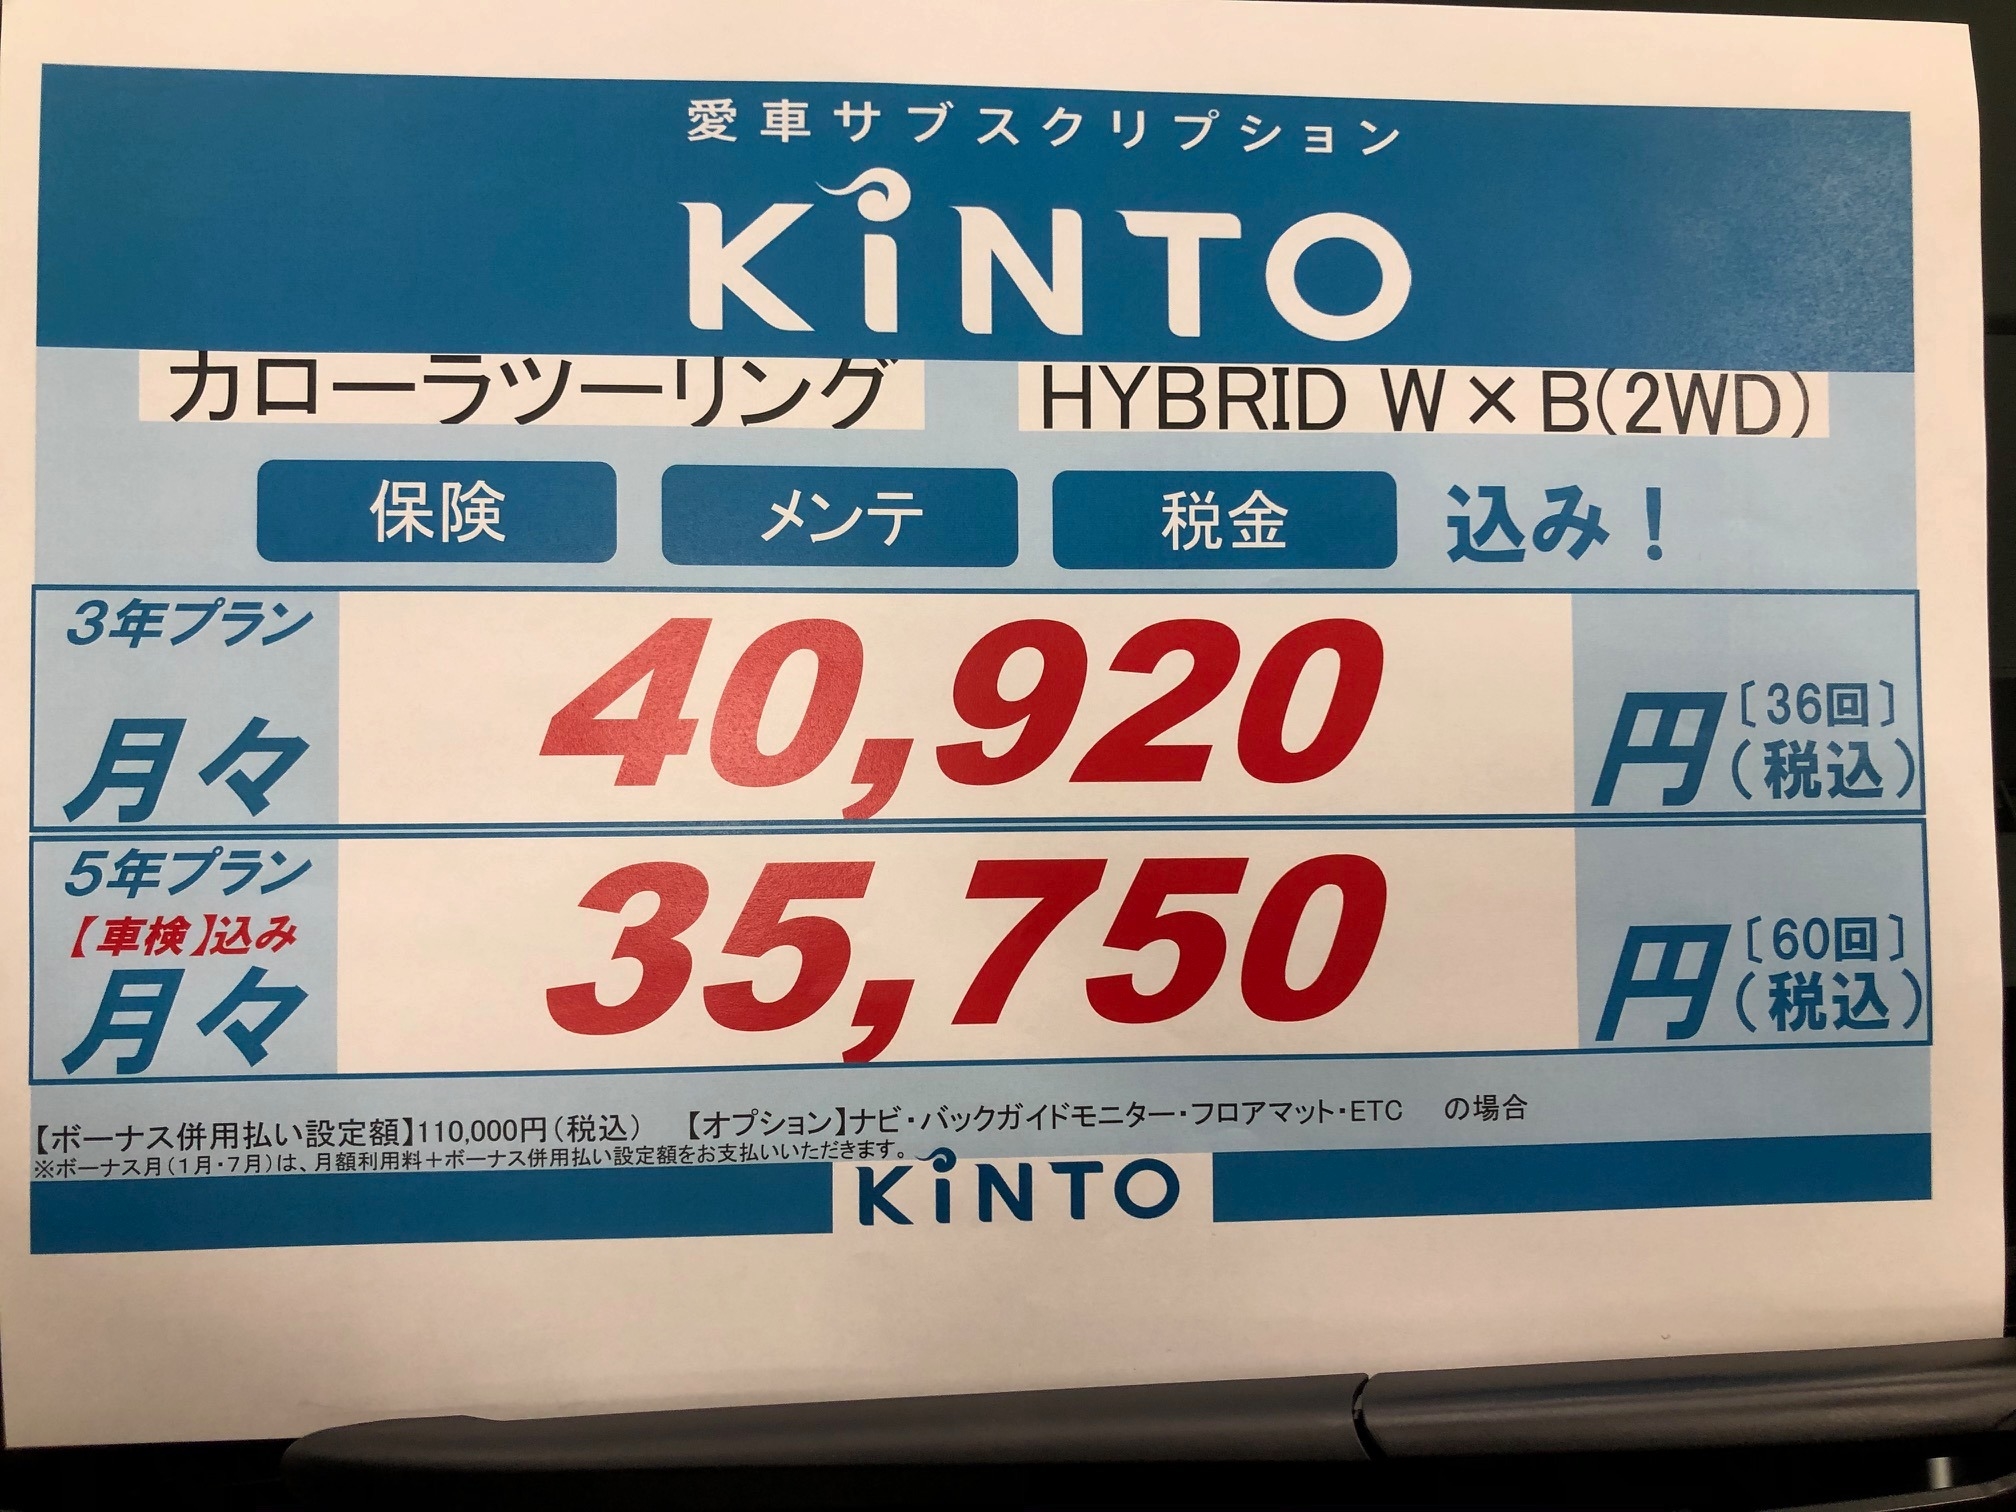 愛車サブスクリプション
KiNTO
カローラツーリング HYBRID W×B(2WD)
保険 メンテ 税金 込み！
3年プラン
月々 40,920 円 〔36回〕 (税込)
5年プラン
【車検】込み
月々 35,750 円 〔60回〕 (税込)
【ボーナス併用払い設定額】110,000円(税込) 【オプション】ナビ・バックガイドモニター・フロアマット・ETC の場合
※ボーナス月(1月・7月)は、月額利用料＋ボーナス併用払い設定額をお支払いいただきます。
KiNTO